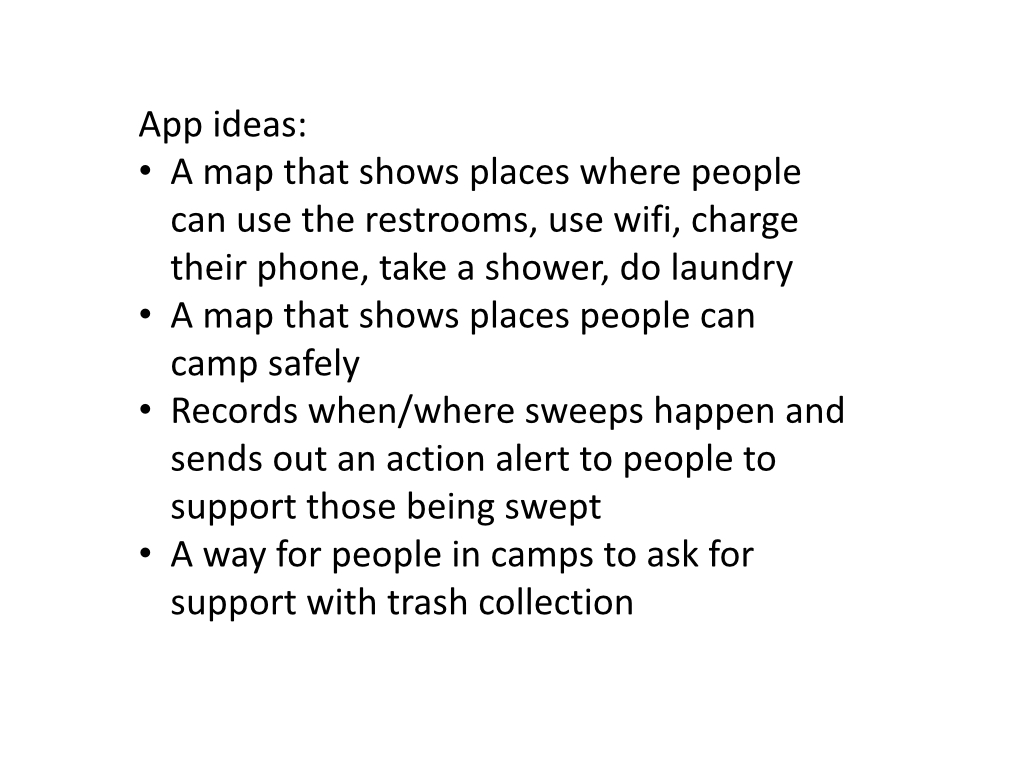 App ideas:
• A map that shows places where people
can use the restrooms, use wifi, charge
their phone, take a shower, do laundry
• A map that shows places people can
camp safely
• Records when/where sweeps happen and
sends out an action alert to people to
support those being swept
• A way for people in camps to ask for
support with trash collection